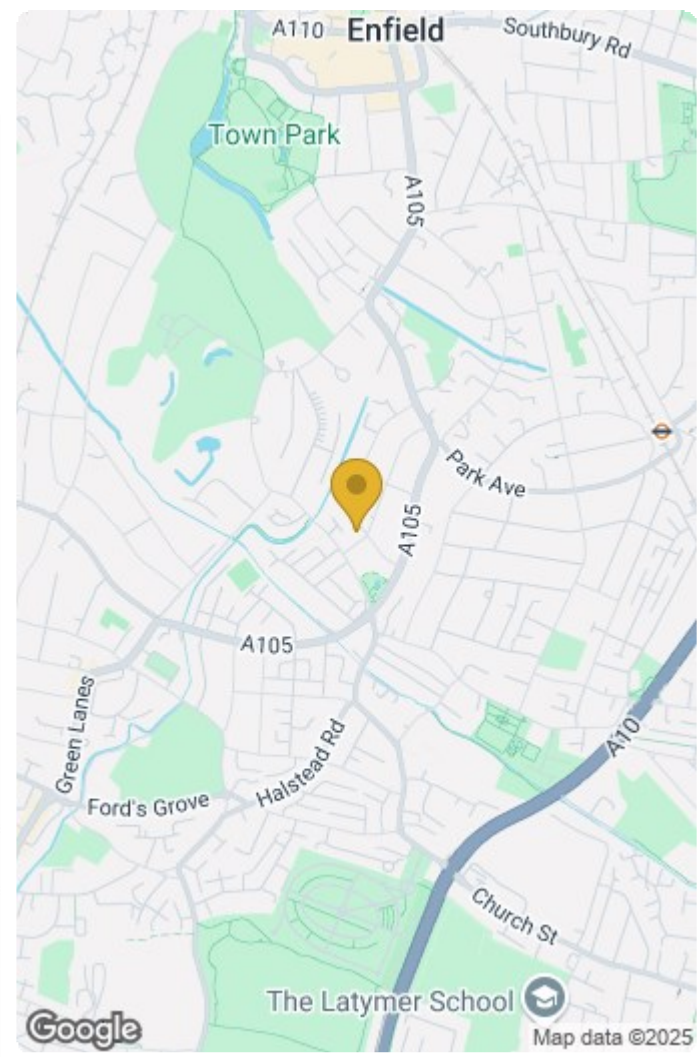 A110
Enfield
Southbury Rd
Town Park
A105
Park Ave
A105
A105
Green Lanes
Halstead Rd
Ford's Grove
A10
Church St
The Latymer School
Google
Map data ©2025